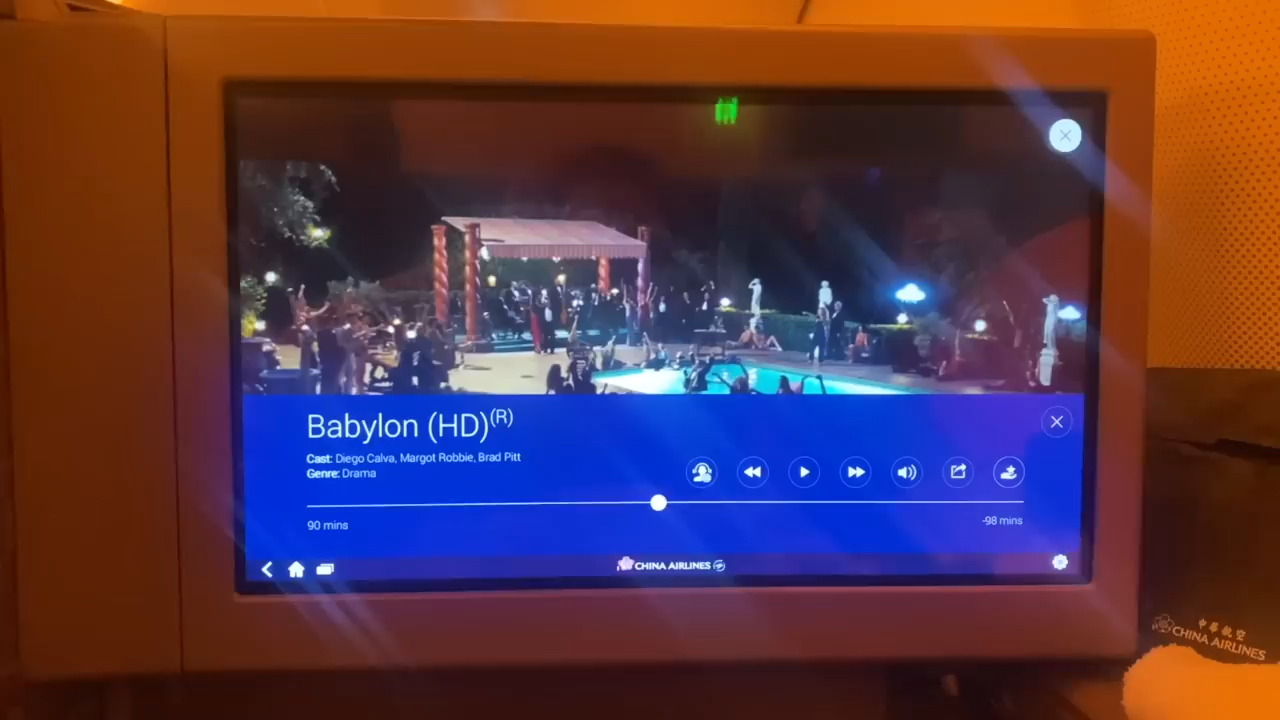 Babylon (HD)(R)
Cast: Diego Calva, Margot Robbie, Brad Pitt
Genre: Drama
90 mins
-98 mins
CHINA AIRLINES
中華航空
CHINA AIRLINES